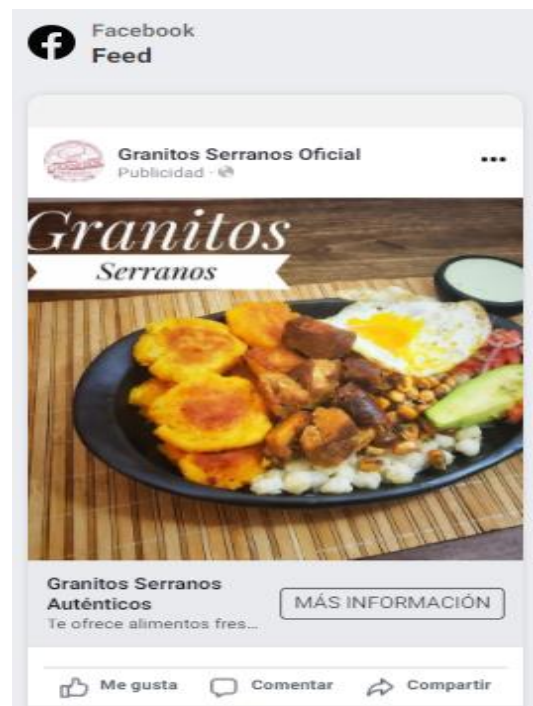 Facebook
Feed
Granitos Serranos Oficial
Publicidad ·
Granitos
Serranos
Granitos Serranos
Auténticos
Te ofrece alimentos fres...
MÁS INFORMACIÓN
Me gusta
Comentar
Compartir